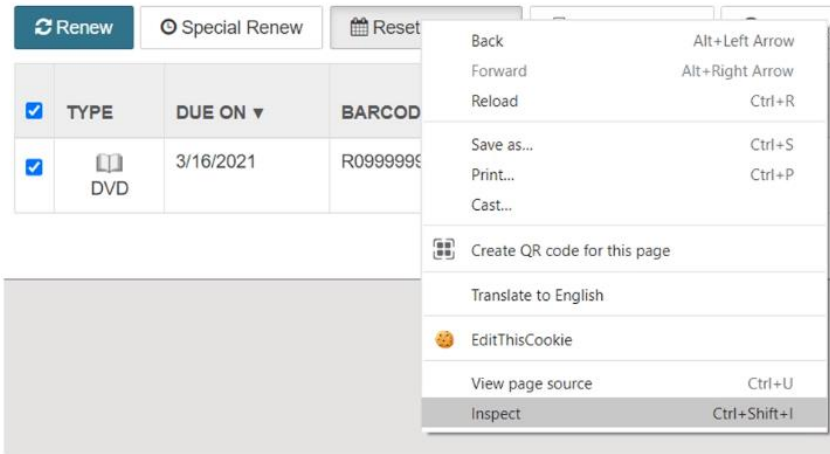 Renew
Special Renew
Reset
TYPE
DUE ON ▼
BARCOD
3/16/2021
R0999999
DVD
Back Alt+Left Arrow
Forward Alt+Right Arrow
Reload Ctrl+R
Save as... Ctrl+S
Print... Ctrl+P
Cast...
Create QR code for this page
Translate to English
EditThisCookie
View page source Ctrl+U
Inspect Ctrl+Shift+I